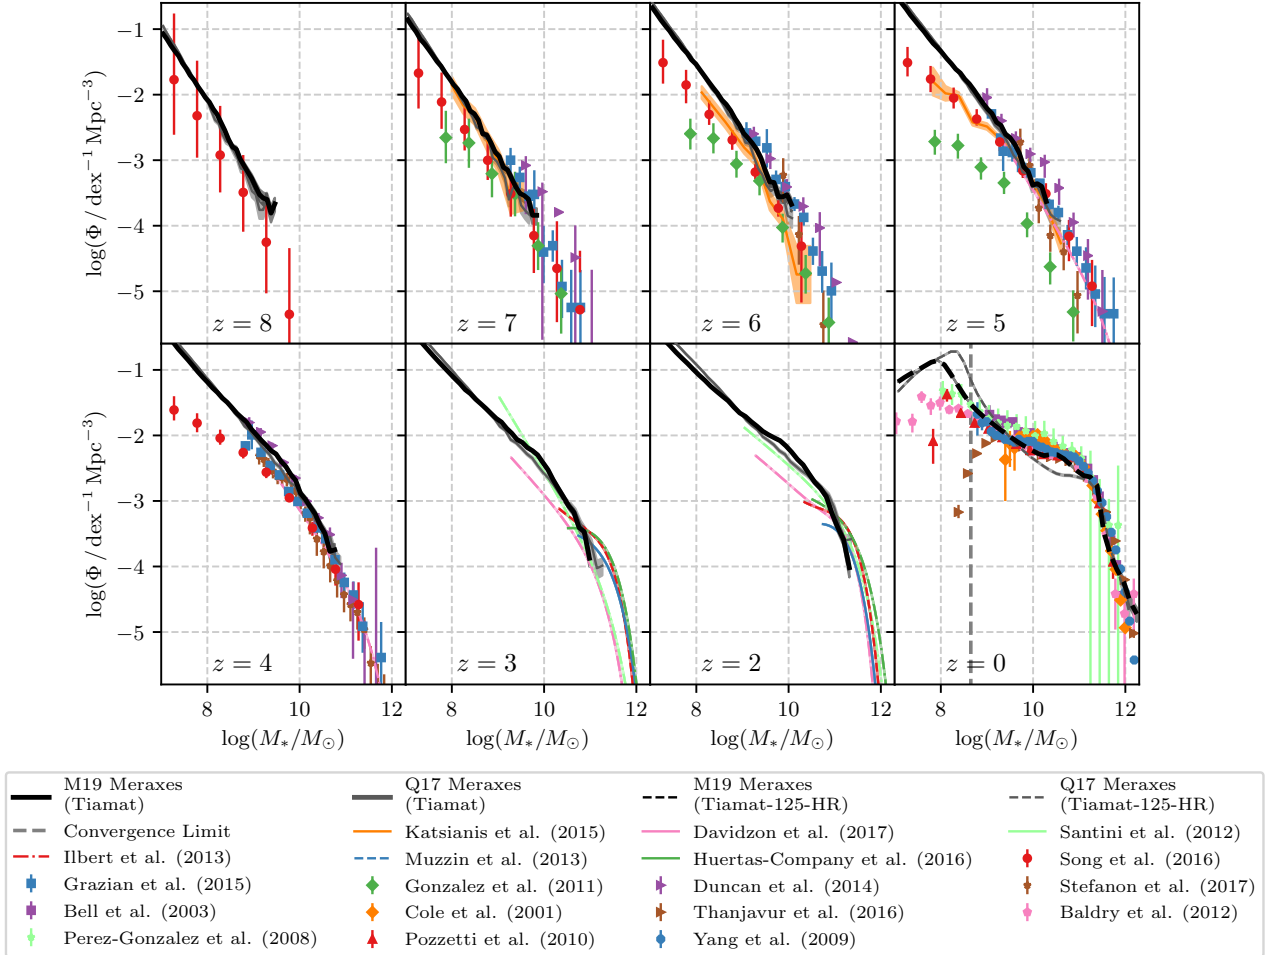 log(Φ / dex⁻¹ Mpc⁻³)
−1
−2
−3
−4
−5
z = 8
z = 7
z = 6
z = 5
log(Φ / dex⁻¹ Mpc⁻³)
−1
−2
−3
−4
−5
z = 4
z = 3
z = 2
z = 0
8 10 12
8 10 12
8 10 12
8 10 12
log(M*/M⊙)
log(M*/M⊙)
log(M*/M⊙)
log(M*/M⊙)
M19 Meraxes
(Tiamat)
Q17 Meraxes
(Tiamat)
M19 Meraxes
(Tiamat-125-HR)
Q17 Meraxes
(Tiamat-125-HR)
Convergence Limit
Katsianis et al. (2015)
Davidzon et al. (2017)
Santini et al. (2012)
Ilbert et al. (2013)
Muzzin et al. (2013)
Huertas-Company et al. (2016)
Song et al. (2016)
Grazian et al. (2015)
Gonzalez et al. (2011)
Duncan et al. (2014)
Stefanon et al. (2017)
Bell et al. (2003)
Cole et al. (2001)
Thanjavur et al. (2016)
Baldry et al. (2012)
Perez-Gonzalez et al. (2008)
Pozzetti et al. (2010)
Yang et al. (2009)